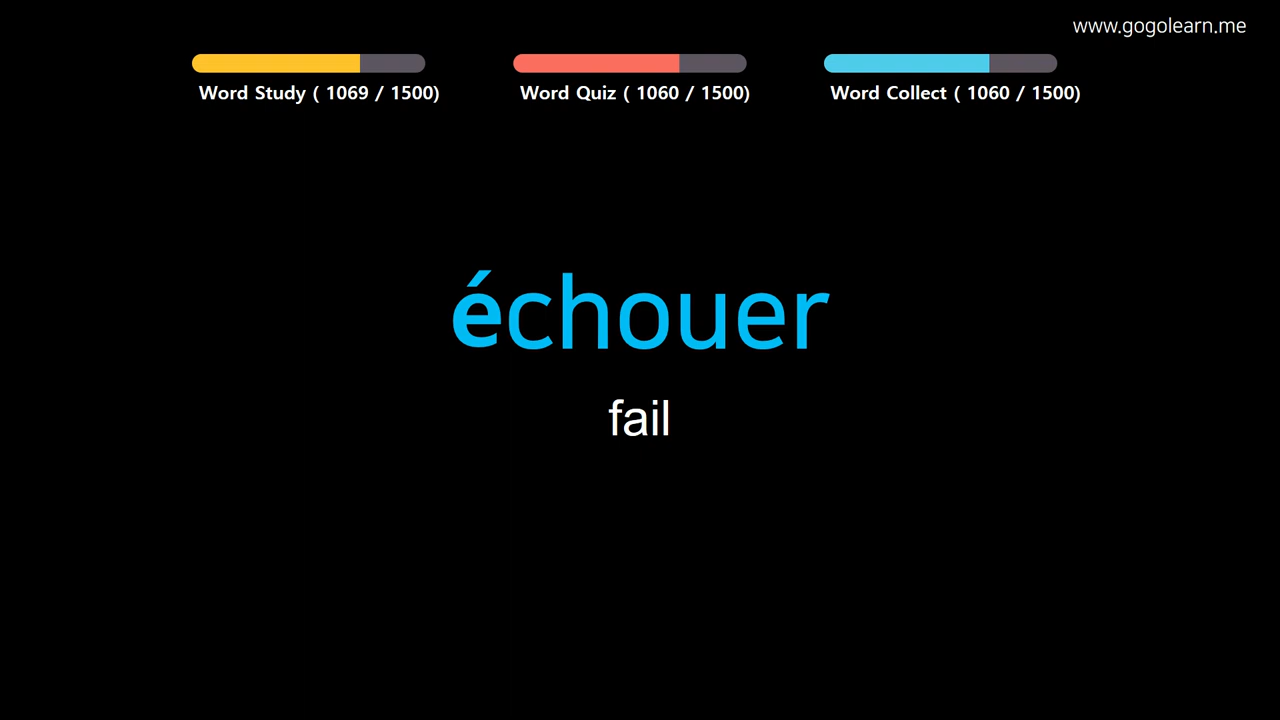 www.gogolearn.me
Word Study ( 1069 / 1500)
Word Quiz ( 1060 / 1500)
Word Collect ( 1060 / 1500)
échouer
fail